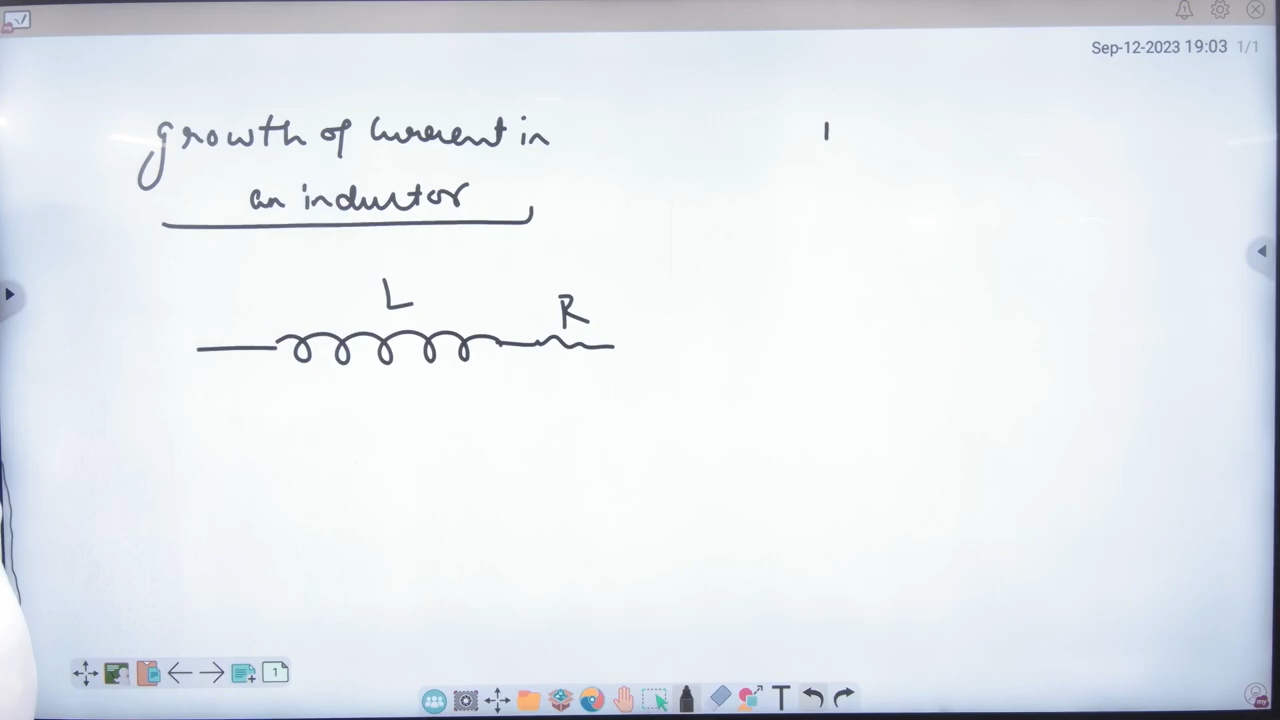 Sep-12-2023 19:03 1/1
growth of current in
an inductor
L
R
1
T